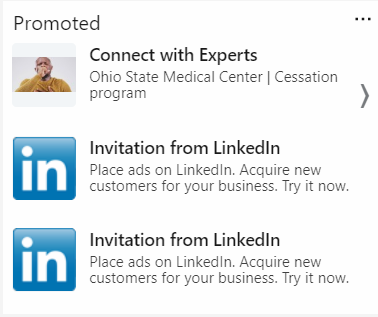 Promoted
Connect with Experts
Ohio State Medical Center | Cessation
program
in
Invitation from LinkedIn
Place ads on LinkedIn. Acquire new
customers for your business. Try it now.
in
Invitation from LinkedIn
Place ads on LinkedIn. Acquire new
customers for your business. Try it now.